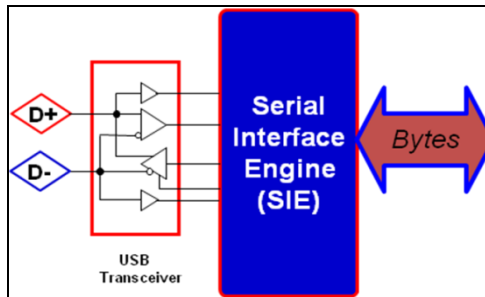 D+
D-
USB
Transceiver
Serial
Interface
Engine
(SIE)
Bytes